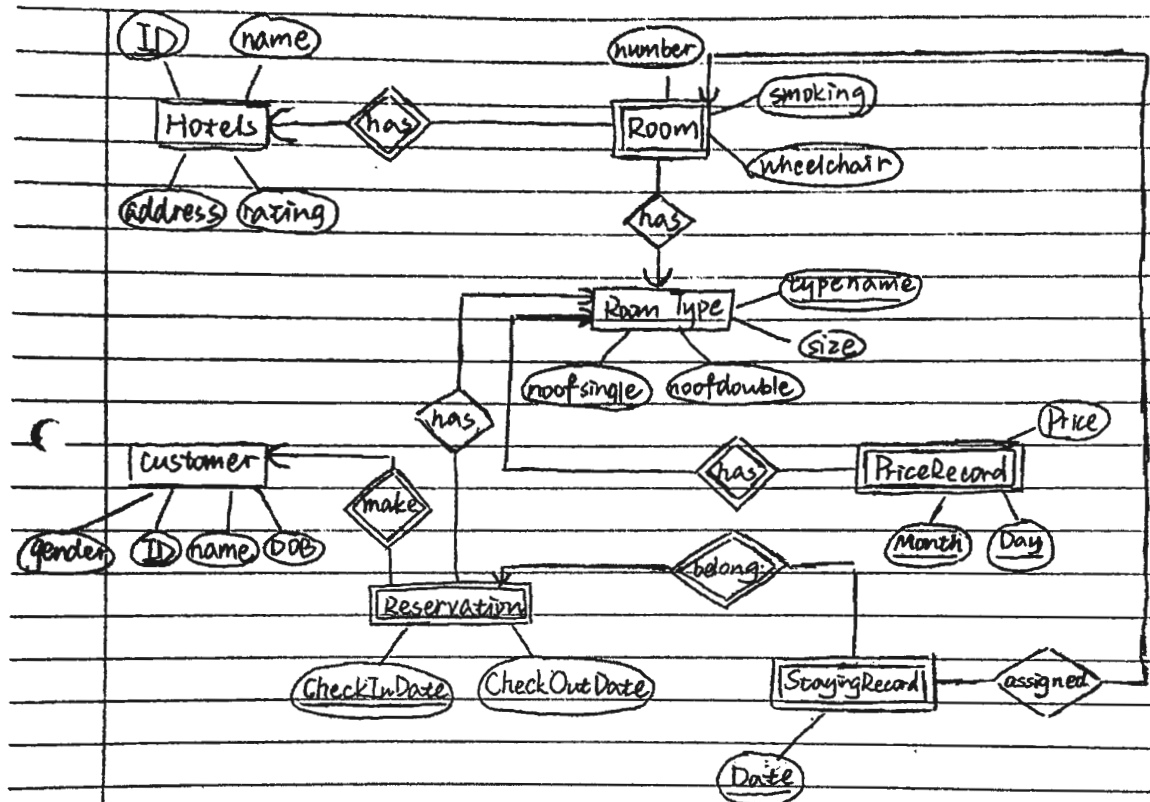 ID
name
number
smoking
Hotels
has
Room
wheelchair
address
rating
has
typename
Room Type
size
noofsingle
noofdouble
has
Price
Customer
has
PriceRecord
make
gender
ID
name
DOB
Month
Day
belong
Reservation
CheckInDate
CheckOutDate
StayingRecord
assigned
Date